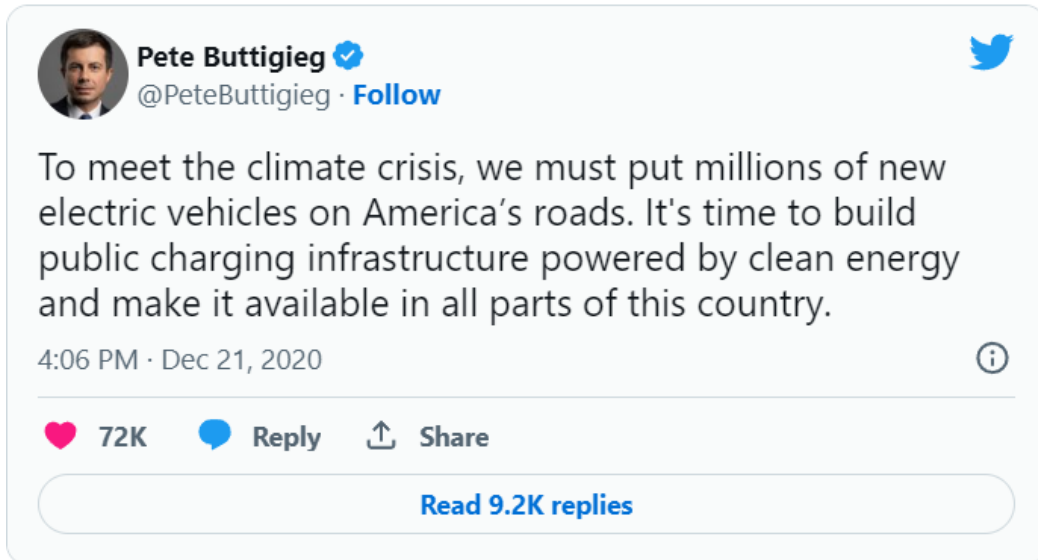 Pete Buttigieg
@PeteButtigieg · Follow
To meet the climate crisis, we must put millions of new
electric vehicles on America’s roads. It's time to build
public charging infrastructure powered by clean energy
and make it available in all parts of this country.
4:06 PM · Dec 21, 2020
72K Reply Share
Read 9.2K replies